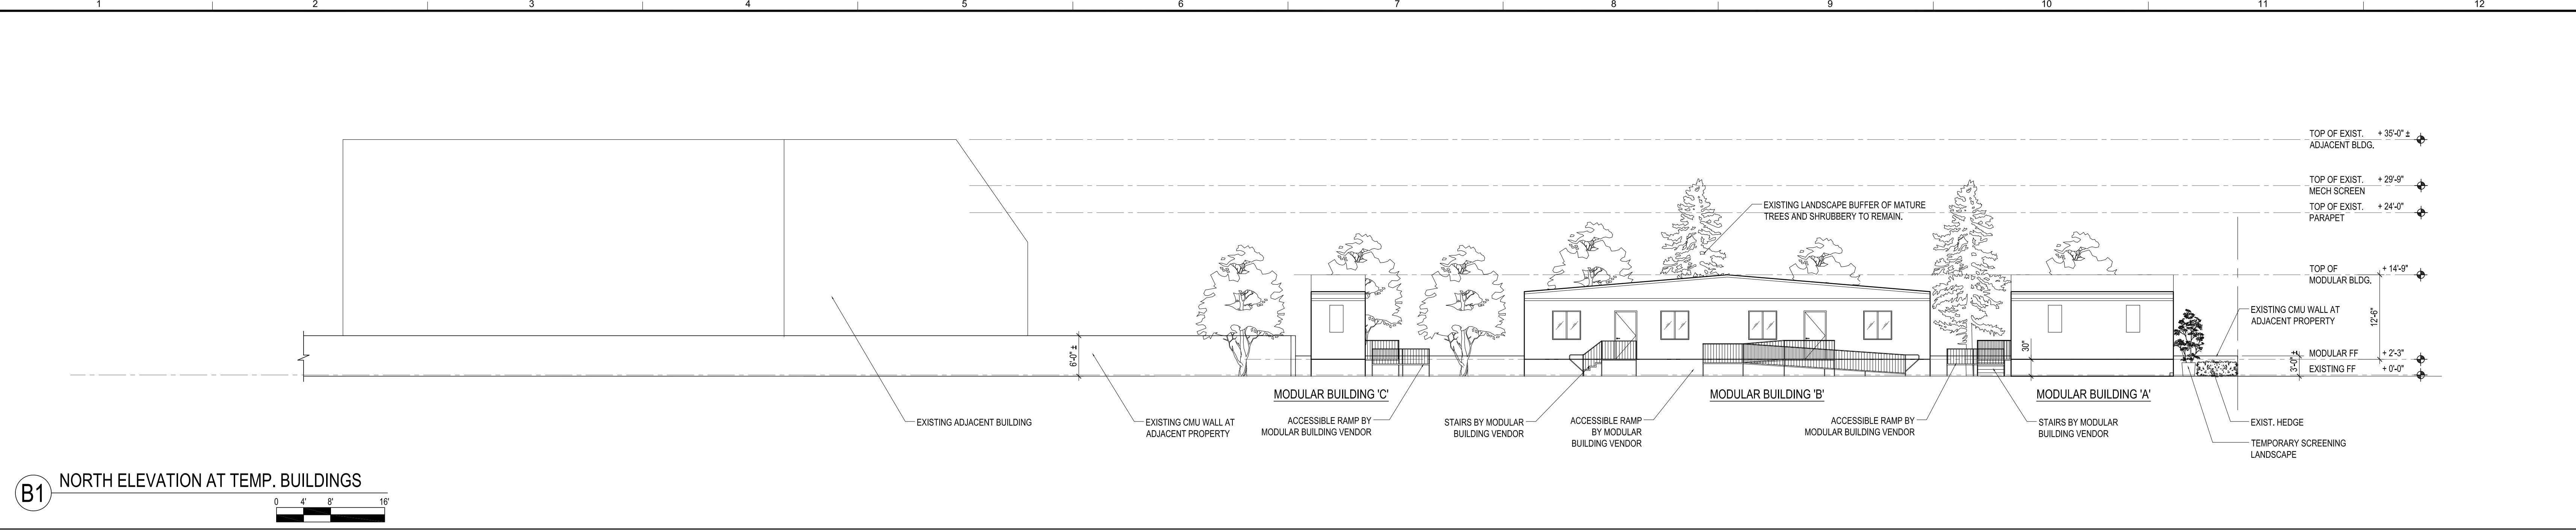 1 2 3 4 5 6 7 8 9 10 11 12
TOP OF EXIST. + 35'-0" ±
ADJACENT BLDG.
TOP OF EXIST. + 29'-9"
MECH SCREEN
TOP OF EXIST. + 24'-0"
PARAPET
EXISTING LANDSCAPE BUFFER OF MATURE
TREES AND SHRUBBERY TO REMAIN.
TOP OF + 14'-9"
MODULAR BLDG.
EXISTING CMU WALL AT
ADJACENT PROPERTY
12'-6"
6'-0" ±
30"
3'-0" ±
MODULAR FF + 2'-3"
EXISTING FF + 0'-0"
MODULAR BUILDING 'C'
MODULAR BUILDING 'B'
MODULAR BUILDING 'A'
EXISTING ADJACENT BUILDING
EXISTING CMU WALL AT
ADJACENT PROPERTY
ACCESSIBLE RAMP BY
MODULAR BUILDING VENDOR
STAIRS BY MODULAR
BUILDING VENDOR
ACCESSIBLE RAMP
BY MODULAR
BUILDING VENDOR
ACCESSIBLE RAMP BY
MODULAR BUILDING VENDOR
STAIRS BY MODULAR
BUILDING VENDOR
EXIST. HEDGE
TEMPORARY SCREENING
LANDSCAPE
B1
NORTH ELEVATION AT TEMP. BUILDINGS
0 4' 8' 16'